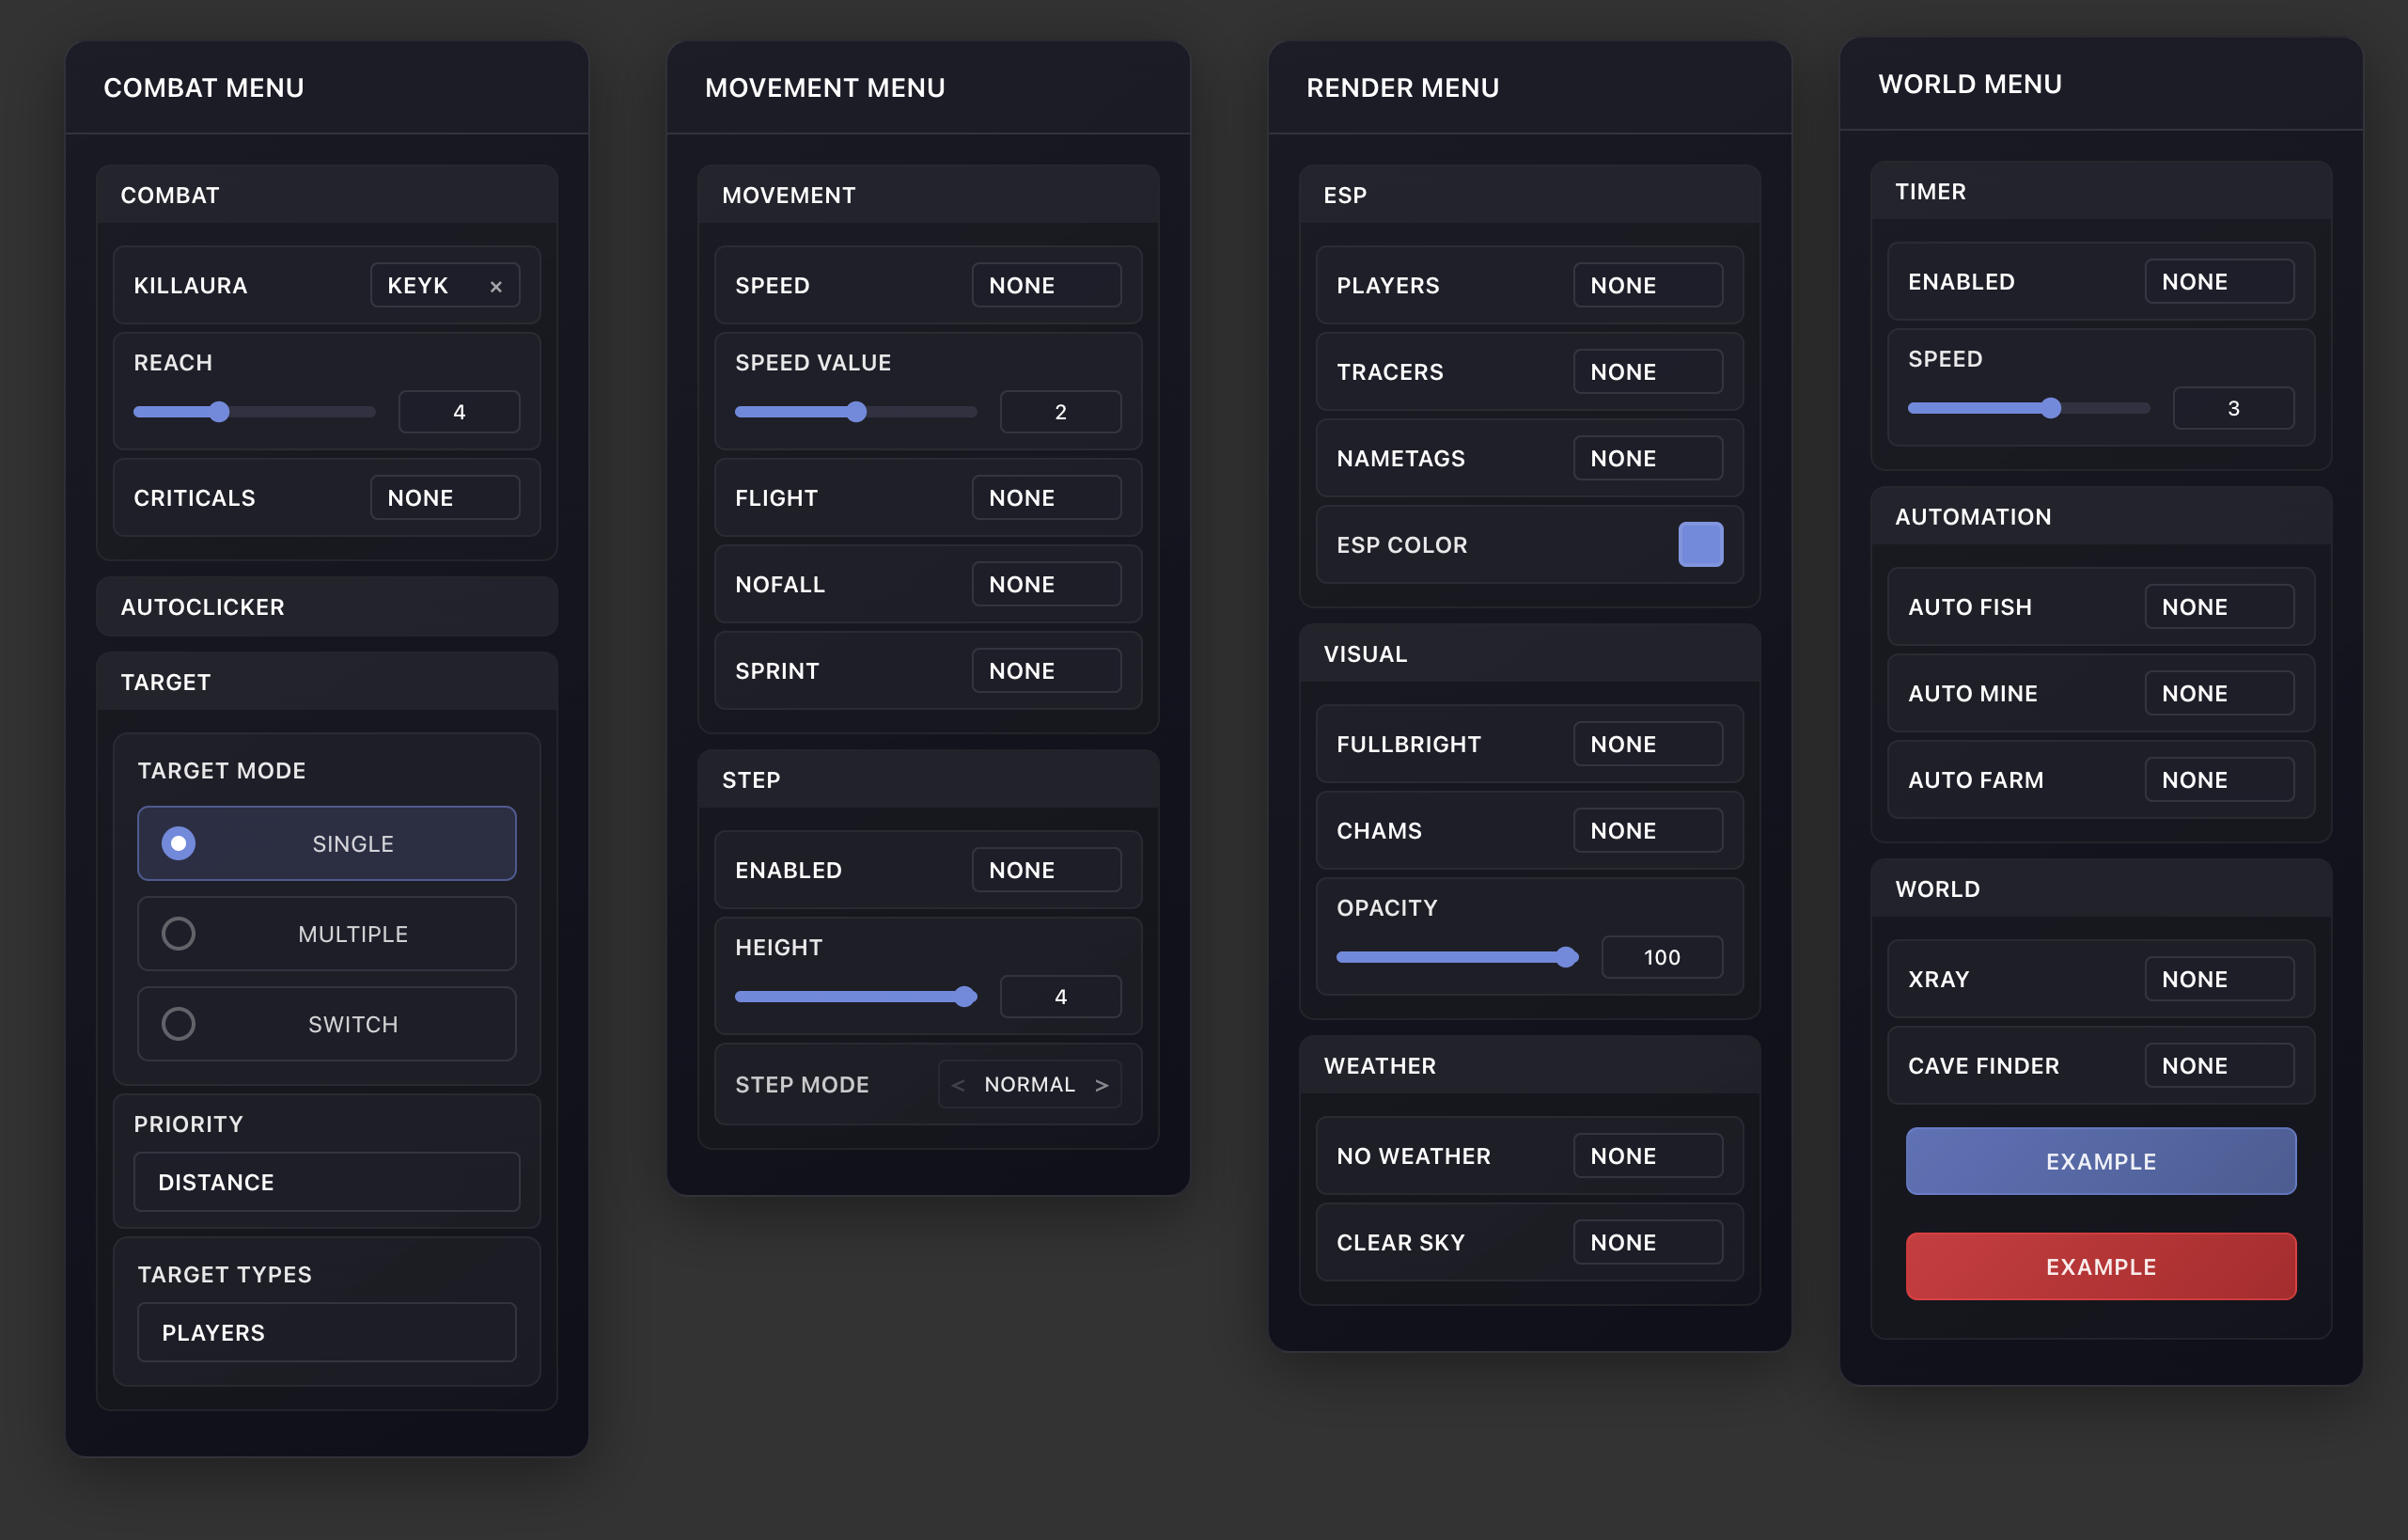 COMBAT MENU
COMBAT
KILLAURA KEYK ×
REACH
4
CRITICALS NONE
AUTOCLICKER
TARGET
TARGET MODE
SINGLE
MULTIPLE
SWITCH
PRIORITY
DISTANCE
TARGET TYPES
PLAYERS
MOVEMENT MENU
MOVEMENT
SPEED NONE
SPEED VALUE
2
FLIGHT NONE
NOFALL NONE
SPRINT NONE
STEP
ENABLED NONE
HEIGHT
4
STEP MODE < NORMAL >
RENDER MENU
ESP
PLAYERS NONE
TRACERS NONE
NAMETAGS NONE
ESP COLOR
VISUAL
FULLBRIGHT NONE
CHAMS NONE
OPACITY
100
WEATHER
NO WEATHER NONE
CLEAR SKY NONE
WORLD MENU
TIMER
ENABLED NONE
SPEED
3
AUTOMATION
AUTO FISH NONE
AUTO MINE NONE
AUTO FARM NONE
WORLD
XRAY NONE
CAVE FINDER NONE
EXAMPLE
EXAMPLE